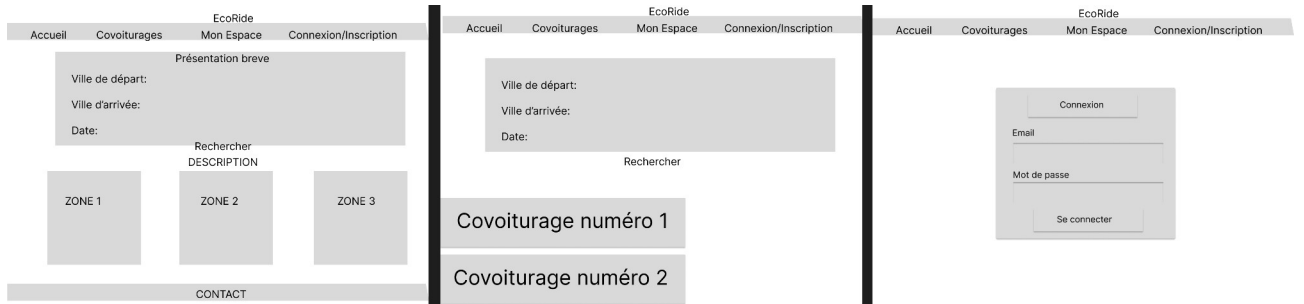 EcoRide
Accueil Covoiturages Mon Espace Connexion/Inscription
Présentation breve
Ville de départ:
Ville d'arrivée:
Date:
Rechercher
DESCRIPTION
ZONE 1 ZONE 2 ZONE 3
CONTACT
EcoRide
Accueil Covoiturages Mon Espace Connexion/Inscription
Ville de départ:
Ville d'arrivée:
Date:
Rechercher
Covoiturage numéro 1
Covoiturage numéro 2
EcoRide
Accueil Covoiturages Mon Espace Connexion/Inscription
Connexion
Email
Mot de passe
Se connecter